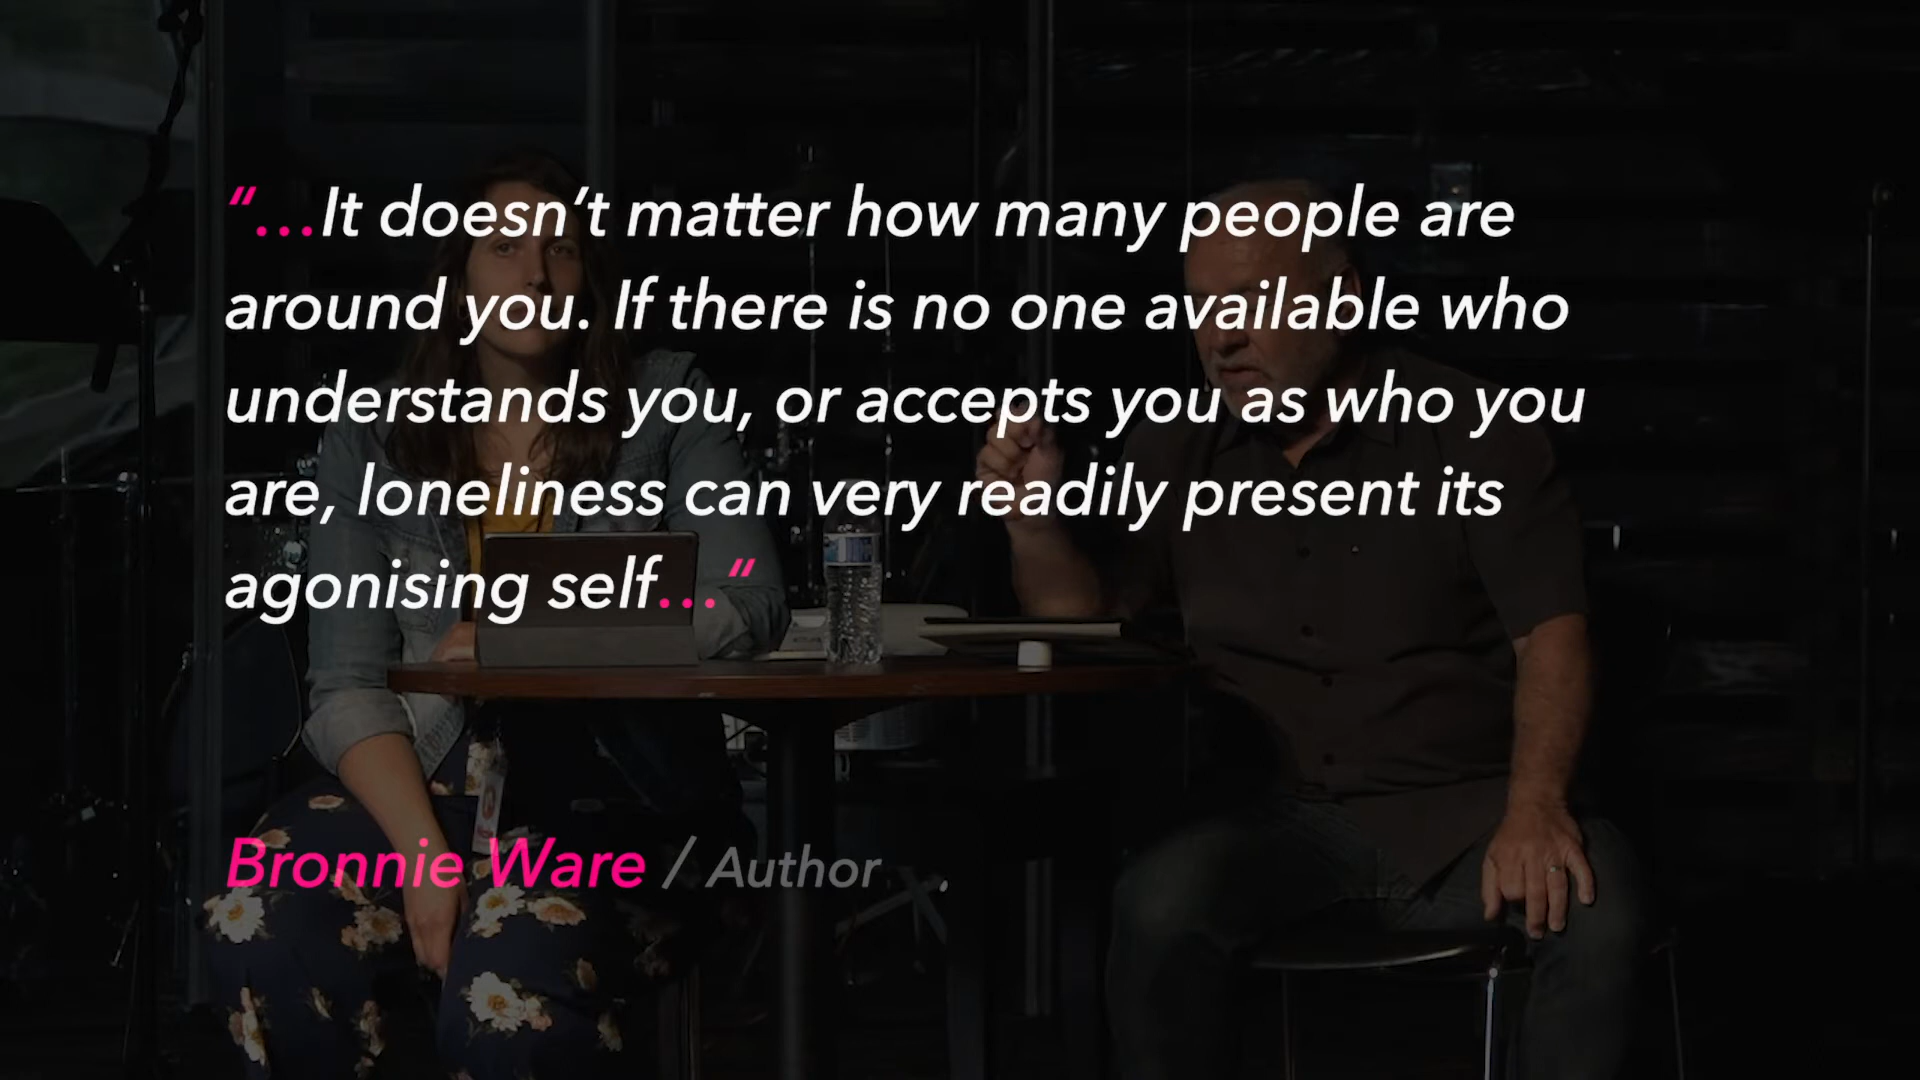 “…It doesn’t matter how many people are
around you. If there is no one available who
understands you, or accepts you as who you
are, loneliness can very readily present its
agonising self…“
Bronnie Ware / Author